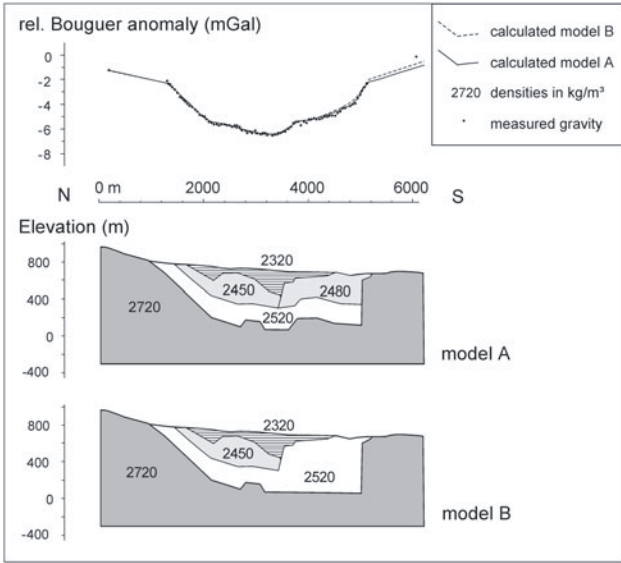 rel. Bouguer anomaly (mGal)
0
-2
-4
-6
-8
calculated model B
calculated model A
2720 densities in kg/m³
measured gravity
N 0 m 2000 4000 6000 S
Elevation (m)
800
400
0
-400
2320
2450 2480
2720
2520
model A
800
400
0
-400
2320
2450
2720 2520
model B